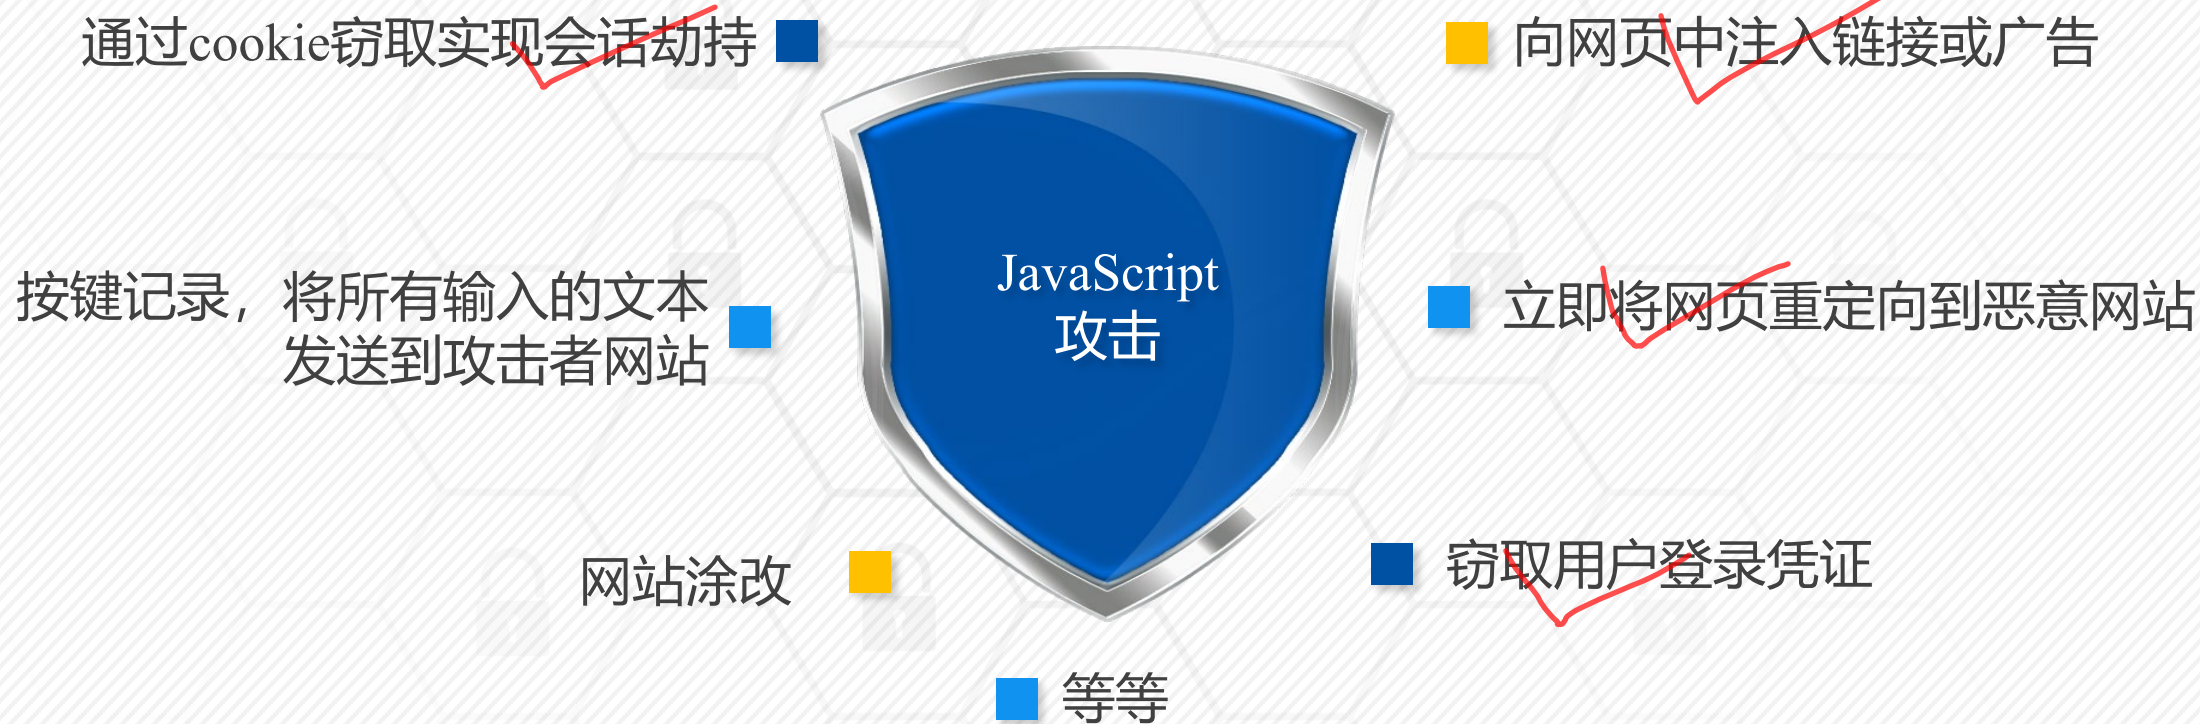 通过cookie窃取实现会话劫持
向网页中注入链接或广告
JavaScript
攻击
按键记录，将所有输入的文本
发送到攻击者网站
立即将网页重定向到恶意网站
网站涂改
窃取用户登录凭证
等等